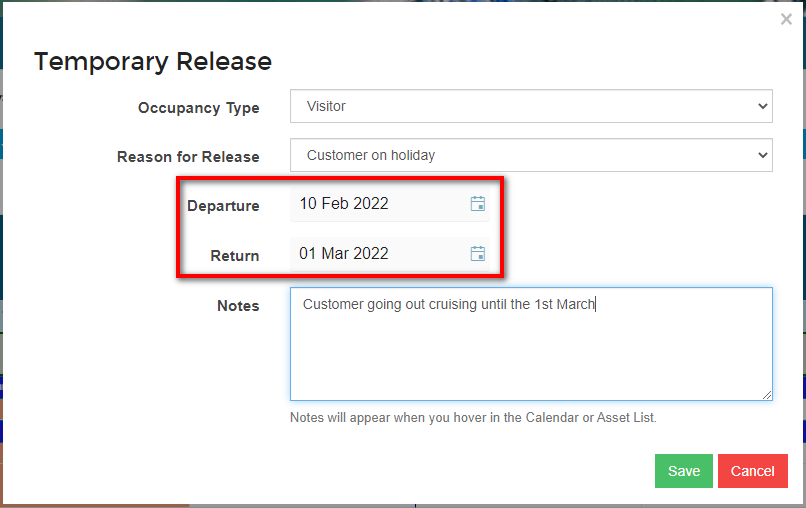 ×
Temporary Release
Occupancy Type Visitor
Reason for Release Customer on holiday
Departure 10 Feb 2022
Return 01 Mar 2022
Notes Customer going out cruising until the 1st March
Notes will appear when you hover in the Calendar or Asset List.
Save Cancel